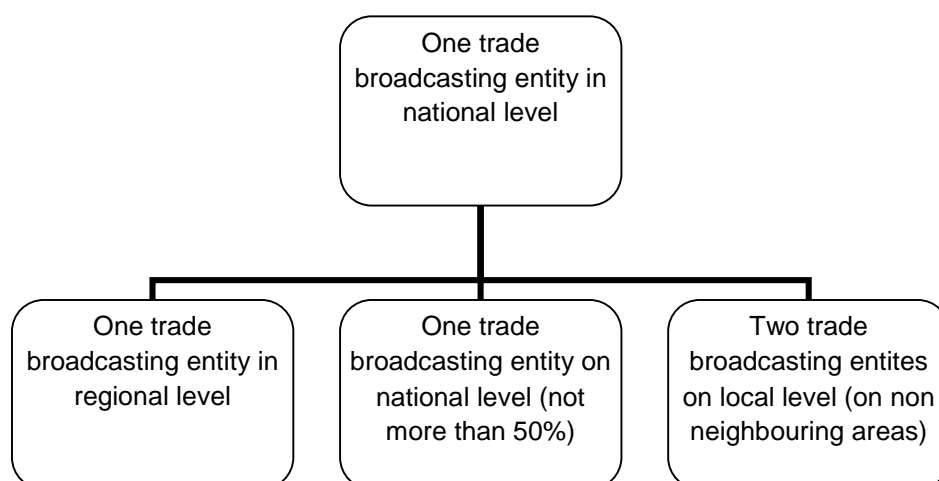 One trade
broadcasting entity in
national level
One trade
broadcasting entity in
regional level
One trade
broadcasting entity on
national level (not
more than 50%)
Two trade
broadcasting entites
on local level (on non
neighbouring areas)